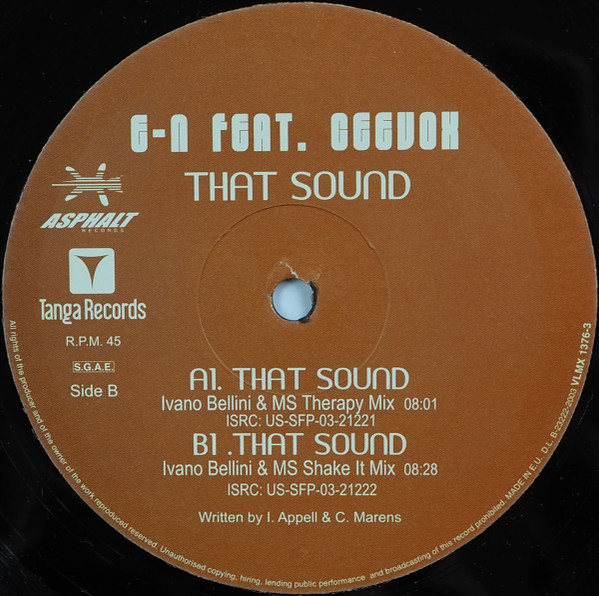 E-N FEAT. CEEVOX
THAT SOUND
ASPHALT
RECORDS
Tanga Records
R.P.M. 45
S.G.A.E.
Side B
A1. THAT SOUND
Ivano Bellini & MS Therapy Mix 08:01
ISRC: US-SFP-03-21221
B1 .THAT SOUND
Ivano Bellini & MS Shake It Mix 08:28
ISRC: US-SFP-03-21222
Written by I. Appell & C. Marens
All rights of the producer and of the owner of the work reproduced reserved. Unauthorised copying, hiring, lending public performance and broadcasting of this record prohibited. MADE IN E.U. D.L. B-23222-2003 VLMX 1376-3